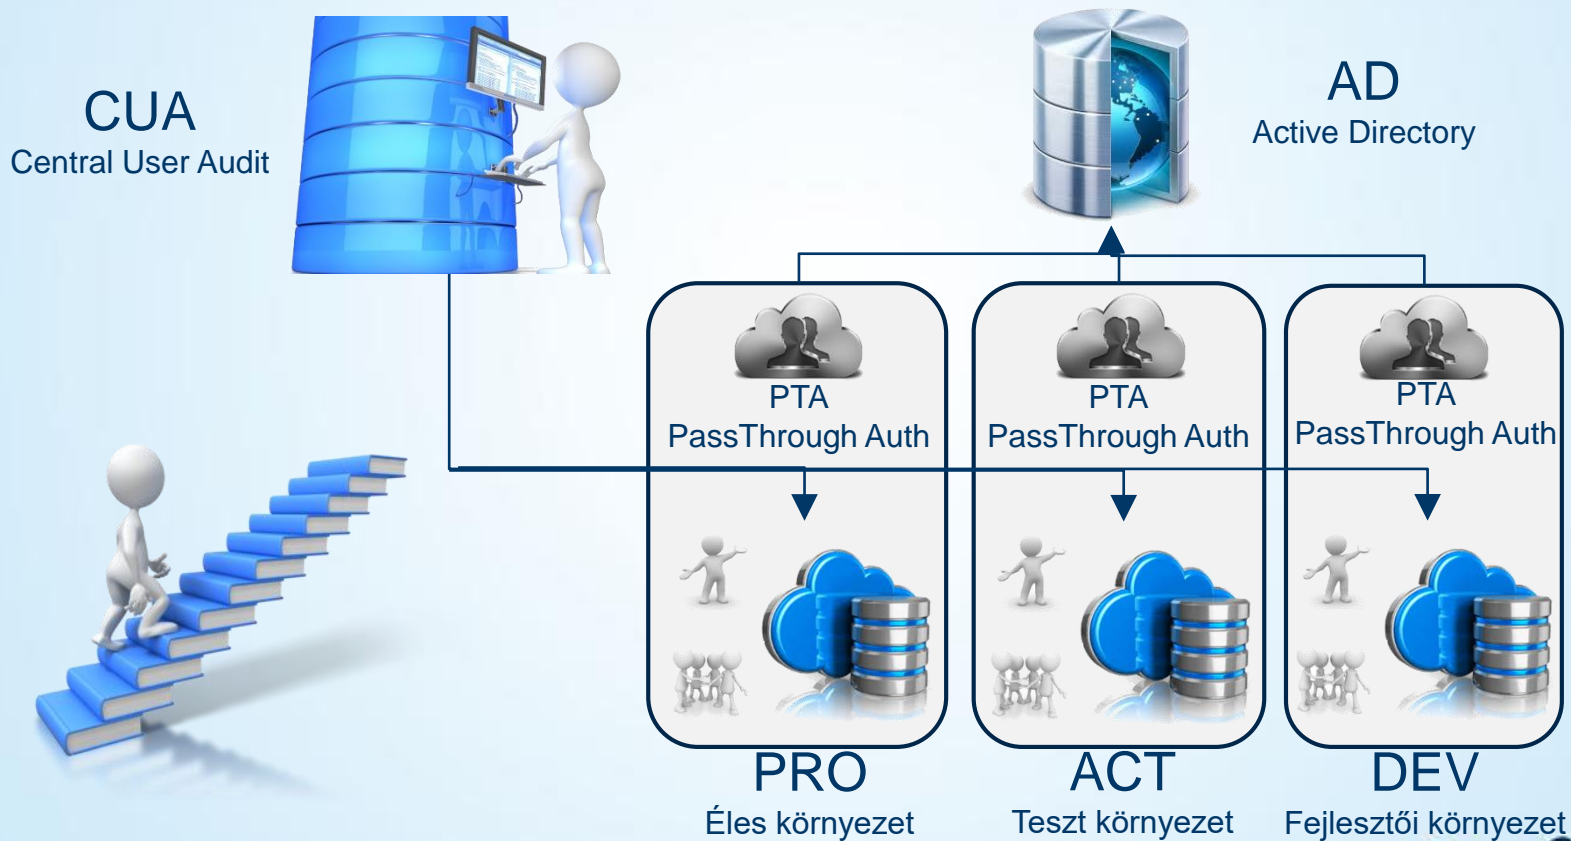 CUA
Central User Audit
AD
Active Directory
PTA
PassThrough Auth
PTA
PassThrough Auth
PTA
PassThrough Auth
PRO
Éles környezet
ACT
Teszt környezet
DEV
Fejlesztői környezet